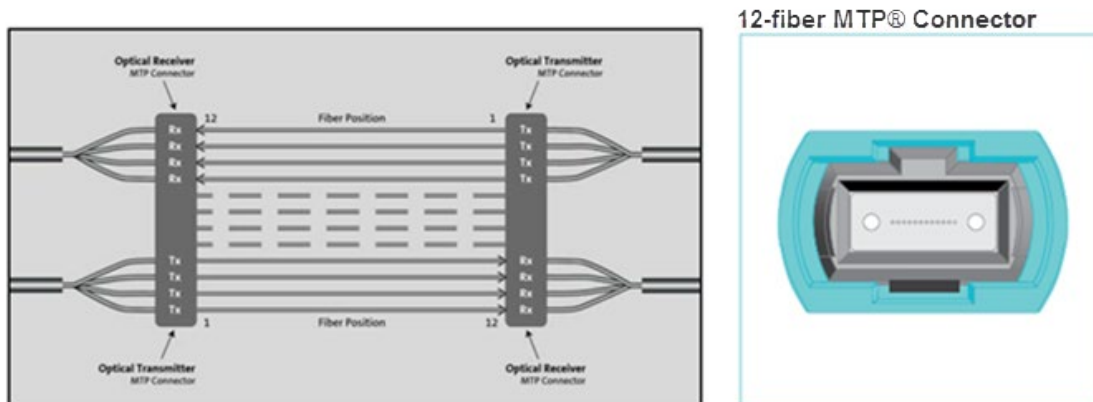 12-fiber MTP® Connector
Optical Receiver
MTP Connector
Optical Transmitter
MTP Connector
12
Fiber Position
1
Rx
Tx
Rx
Tx
Rx
Tx
Rx
Tx
Tx
Rx
Tx
Rx
Tx
Rx
Tx
Rx
1
Fiber Position
12
Optical Transmitter
MTP Connector
Optical Receiver
MTP Connector